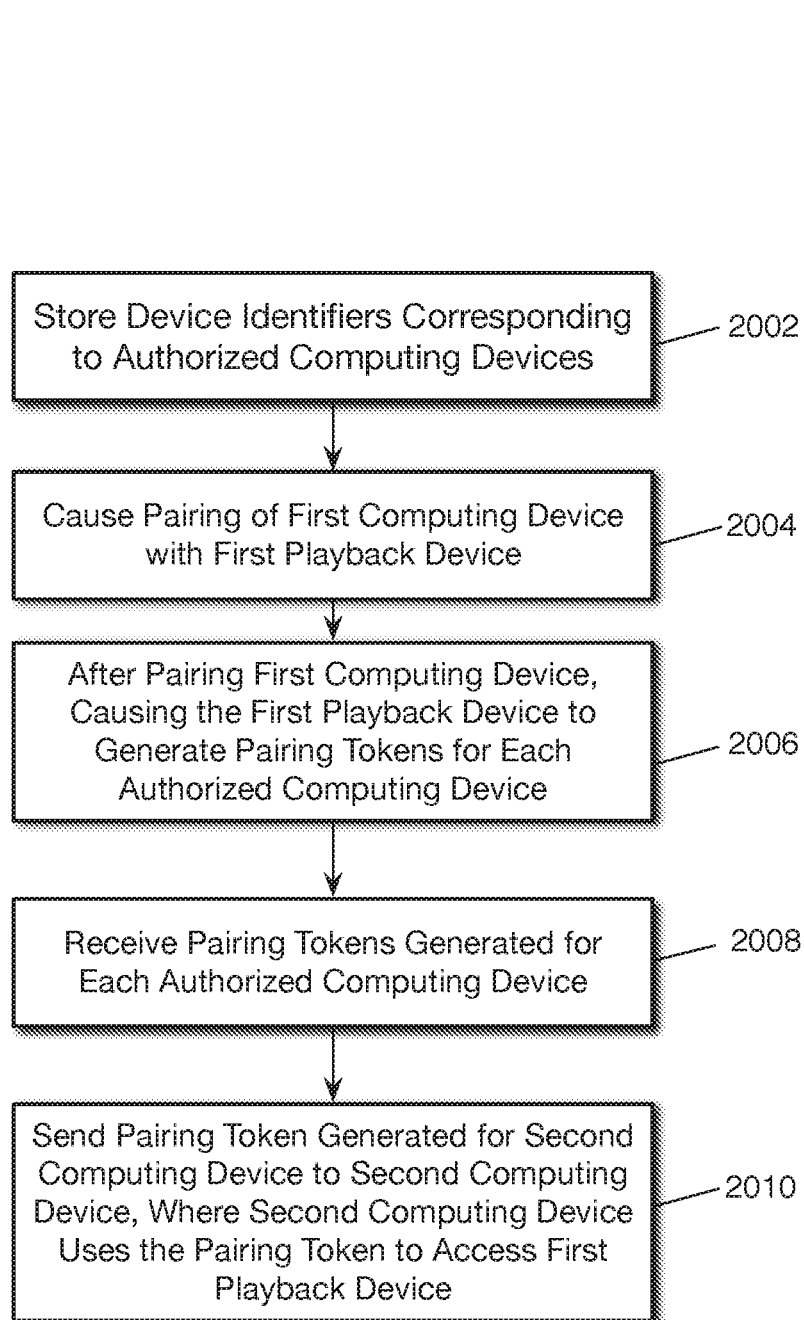 Store Device Identifiers Corresponding
to Authorized Computing Devices
2002
Cause Pairing of First Computing Device
with First Playback Device
2004
After Pairing First Computing Device,
Causing the First Playback Device to
Generate Pairing Tokens for Each
Authorized Computing Device
2006
Receive Pairing Tokens Generated for
Each Authorized Computing Device
2008
Send Pairing Token Generated for Second
Computing Device to Second Computing
Device, Where Second Computing Device
Uses the Pairing Token to Access First
Playback Device
2010